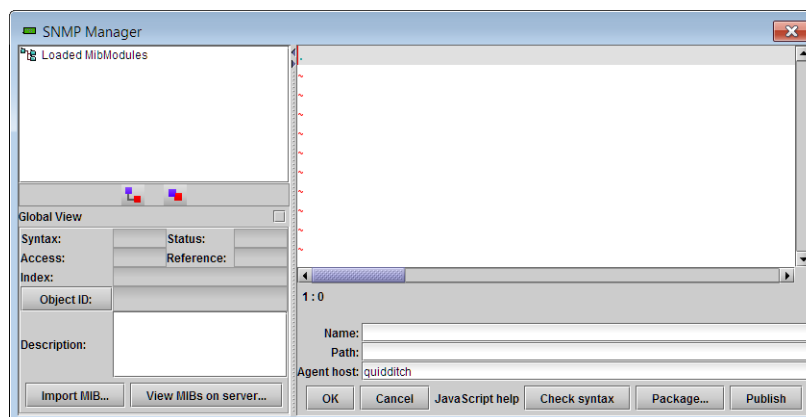 SNMP Manager
Loaded MibModules
.
~
~
~
~
~
~
~
~
~
~
Global View
Syntax:
Status:
Access:
Reference:
Index:
Object ID:
Description:
Import MIB...
View MIBs on server...
1 : 0
Name:
Path:
Agent host: quidditch
OK
Cancel
JavaScript help
Check syntax
Package...
Publish